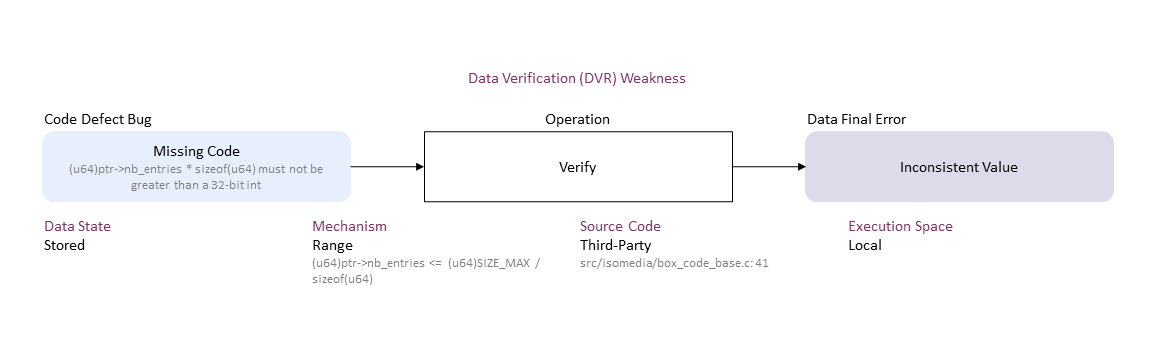 Data Verification (DVR) Weakness
Code Defect Bug
Operation
Data Final Error
Missing Code
(u64)ptr->nb_entries * sizeof(u64) must not be
greater than a 32-bit int
Verify
Inconsistent Value
Data State
Stored
Mechanism
Range
(u64)ptr->nb_entries <= (u64)SIZE_MAX /
sizeof(u64)
Source Code
Third-Party
src/isomedia/box_code_base.c: 41
Execution Space
Local